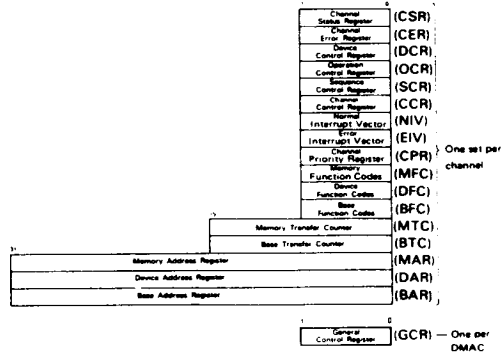 Channel
Status Register (CSR)
Channel
Error Register (CER)
Device
Control Register (DCR)
Operation
Control Register (OCR)
Sequence
Control Register (SCR)
Channel
Control Register (CCR)
Normal
Interrupt Vector (NIV)
Error
Interrupt Vector (EIV)
Channel
Priority Register (CPR)
One set per
channel
Memory
Function Codes (MFC)
Device
Function Codes (DFC)
Base
Function Codes (BFC)
Memory Transfer Counter (MTC)
Base Transfer Counter (BTC)
Memory Address Register (MAR)
Device Address Register (DAR)
Base Address Register (BAR)
General
Control Register (GCR) — One per
DMAC